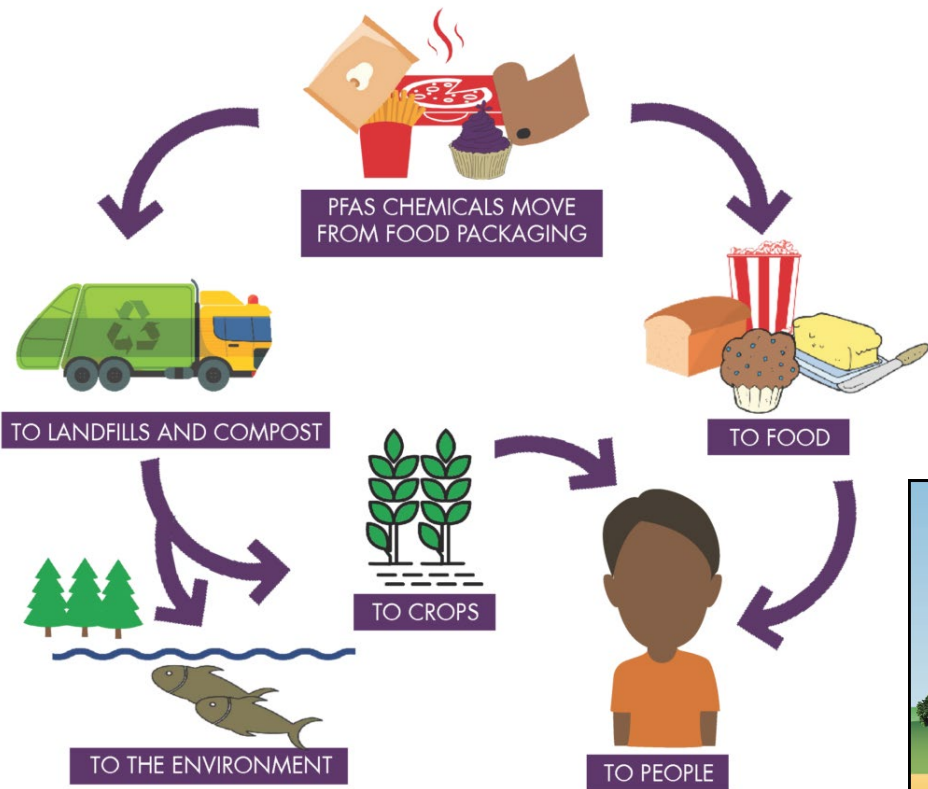 PFAS CHEMICALS MOVE
FROM FOOD PACKAGING
TO LANDFILLS AND COMPOST
TO FOOD
TO CROPS
TO THE ENVIRONMENT
TO PEOPLE